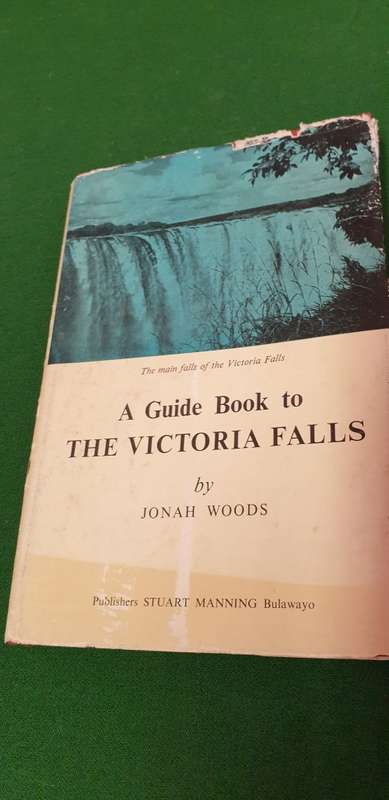 The main falls of the Victoria Falls
A Guide Book to
THE VICTORIA FALLS
by
JONAH WOODS
Publishers STUART MANNING Bulawayo